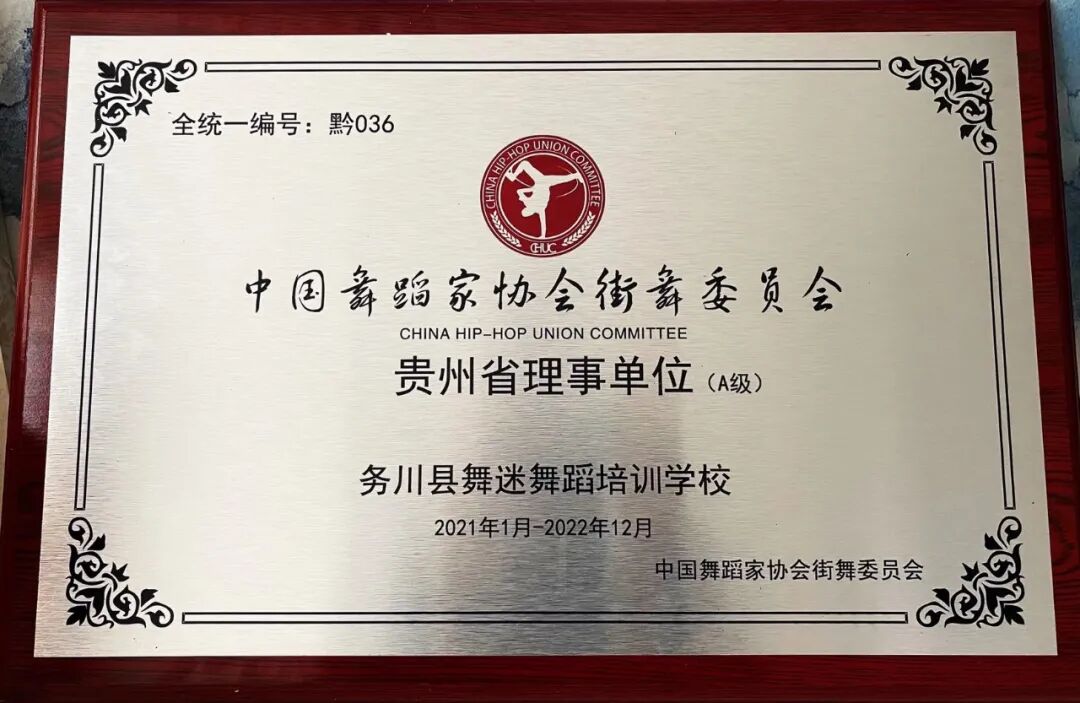 全统一编号：黔036
CHINA HIP-HOP UNION COMMITTEE
CHUC
中国舞蹈家协会街舞委员会
CHINA HIP-HOP UNION COMMITTEE
贵州省理事单位（A级）
务川县舞迷舞蹈培训学校
2021年1月-2022年12月
中国舞蹈家协会街舞委员会